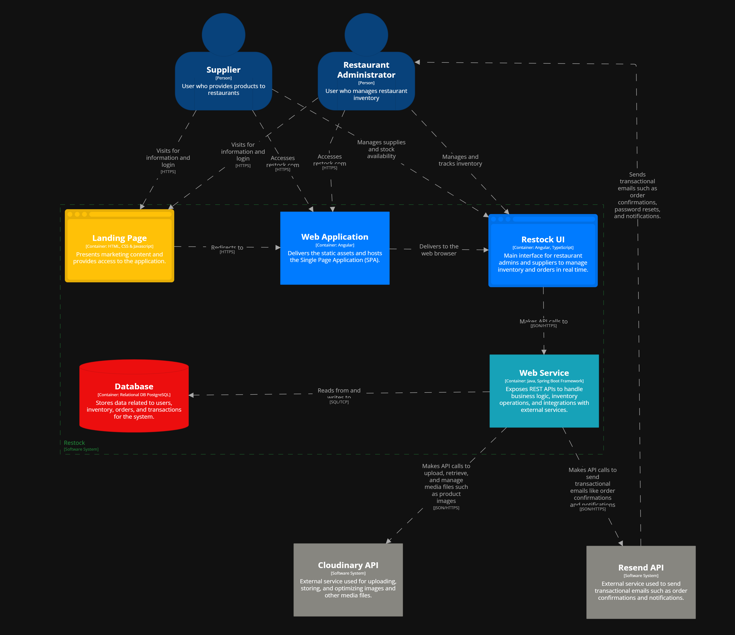 Supplier
[Person]
User who provides products to
restaurants
Restaurant
Administrator
[Person]
User who manages restaurant
inventory
Visits for
information and
login
[HTTPS]
Visits for
information and
login
[HTTPS]
Accesses
restock.com
[HTTPS]
Accesses
restock.com
[HTTPS]
Manages supplies
and stock
availability
Manages and
tracks inventory
Sends
transactional
emails such as
order
confirmations,
password resets,
and notifications.
Landing Page
[Container: HTML, CSS & JavaScript]
Presents marketing content and
provides access to the application.
Redirects to
[HTTPS]
Web Application
[Container: Angular]
Delivers the static assets and hosts
the Single Page Application (SPA).
Delivers to the
web browser
Restock UI
[Container: Angular, TypeScript]
Main interface for restaurant
admins and suppliers to manage
inventory and orders in real time.
Makes API calls to
[JSON/HTTPS]
Database
[Container: Relational DB PostgreSQL]
Stores data related to users,
inventory, orders, and transactions
for the system.
Reads from and
writes to
[SQL/TCP]
Web Service
[Container: Java, Spring Boot Framework]
Exposes REST APIs to handle
business logic, inventory
operations, and integrations with
external services.
Restock
[Software System]
Makes API calls to
upload, retrieve,
and manage
media files such
as product
images
[JSON/HTTPS]
Makes API calls to
send
transactional
emails like order
confirmations
and notifications
[JSON/HTTPS]
Cloudinary API
[Software System]
External service used for uploading,
storing, and optimizing images and
other media files.
Resend API
[Software System]
External service used to send
transactional emails such as order
confirmations and notifications.